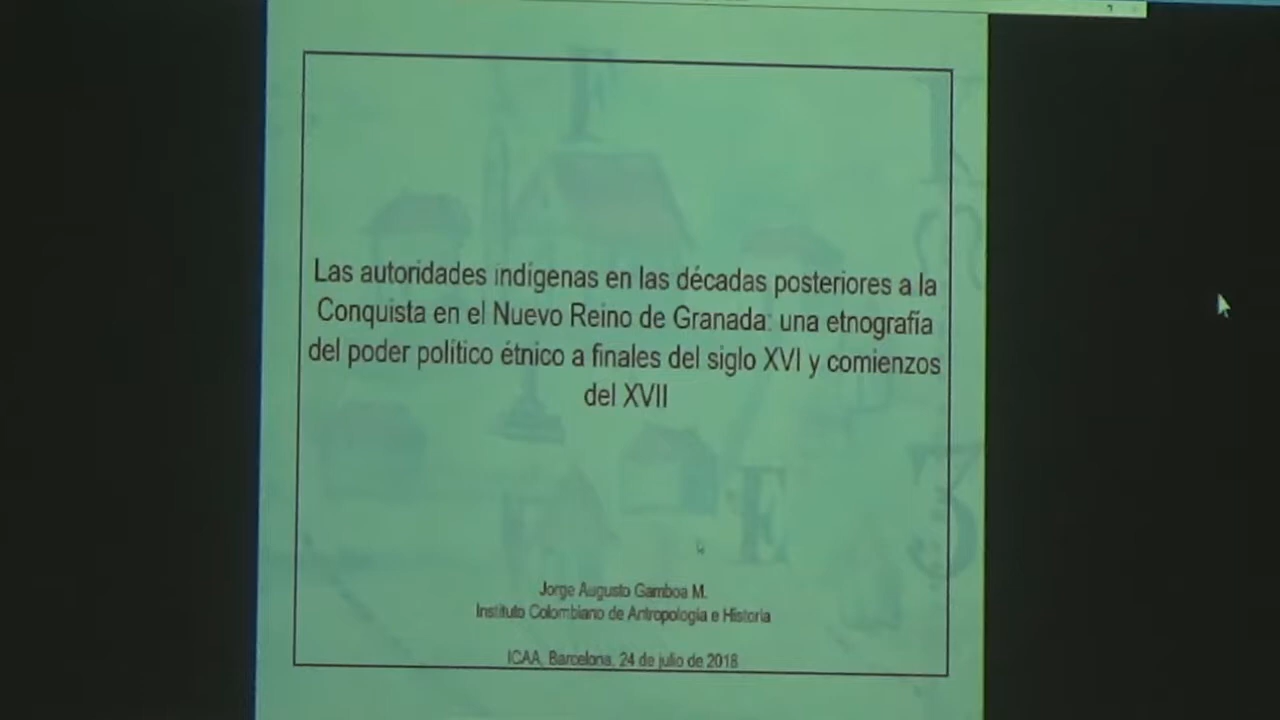 Las autoridades indígenas en las décadas posteriores a la
Conquista en el Nuevo Reino de Granada: una etnografía
del poder político étnico a finales del siglo XVI y comienzos
del XVII
Jorge Augusto Gamboa M.
Instituto Colombiano de Antropología e Historia
ICAA, Barcelona, 24 de julio de 2018